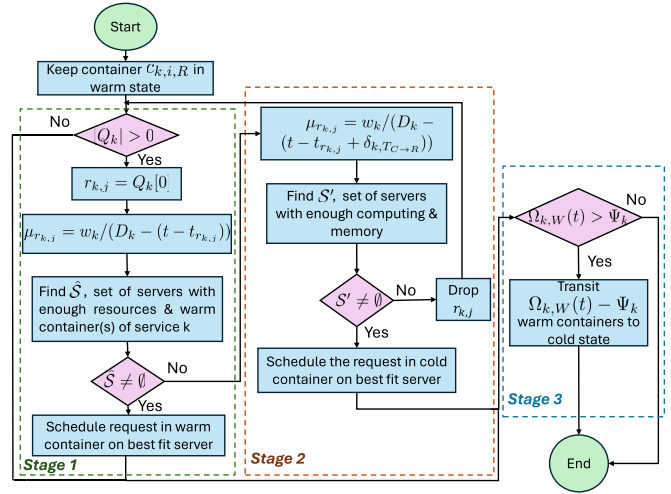 Start
Keep container $c_{k,i,R}$ in
warm state
No
$|Q_k| > 0$
Yes
$r_{k,j} = Q_k[0]$
$\mu_{r_{k,j}} = w_k/(D_k - (t - t_{r_{k,j}}))$
Find $\hat{\mathcal{S}}$, set of servers with
enough resources & warm
container(s) of service k
$\hat{\mathcal{S}} \neq \emptyset$
No
Yes
Schedule request in warm
container on best fit server
Stage 1
$\mu_{r_{k,j}} = w_k/(D_k -$
$(t - t_{r_{k,j}} + \delta_{k,T_{C \to R}}))$
Find $\mathcal{S}'$, set of servers
with enough computing &
memory
$\mathcal{S}' \neq \emptyset$
No
Drop
$r_{k,j}$
Yes
Schedule the request in cold
container on best fit server
Stage 2
$\Omega_{k,W}(t) > \Psi_k$
No
Yes
Transit
$\Omega_{k,W}(t) - \Psi_k$
warm containers to
cold state
Stage 3
End